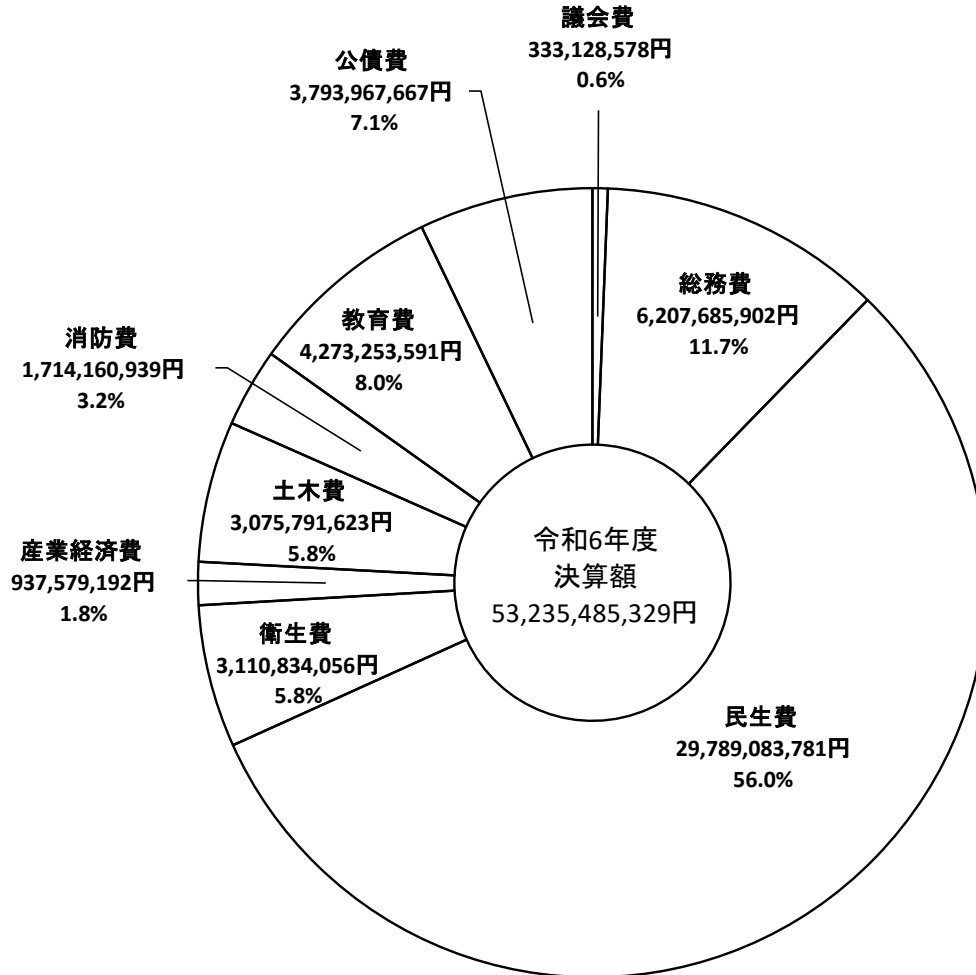 議会費
333,128,578円
0.6%
公債費
3,793,967,667円
7.1%
総務費
6,207,685,902円
11.7%
教育費
4,273,253,591円
8.0%
消防費
1,714,160,939円
3.2%
土木費
3,075,791,623円
5.8%
産業経済費
937,579,192円
1.8%
衛生費
3,110,834,056円
5.8%
令和6年度
決算額
53,235,485,329円
民生費
29,789,083,781円
56.0%